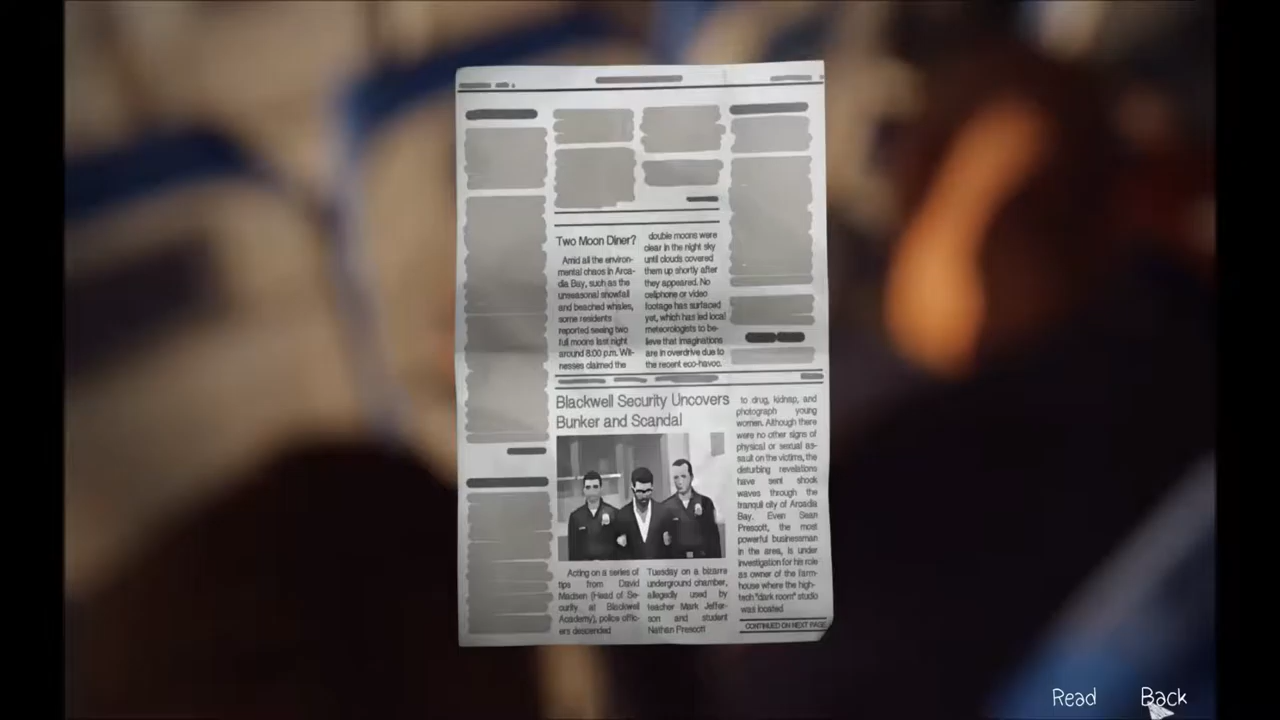 Two Moon Diner?
Amid all the environ-
mental chaos in Arca-
dia Bay, such as the
unseasonal snowfall
and beached whales,
some residents
reported seeing two
full moons last night
around 8:00 p.m. Wit-
nesses claimed the
double moons were
clear in the night sky
until clouds covered
them up shortly after
they appeared. No
cellphone or video
footage has surfaced
yet, which has led local
meteorologists to be-
lieve that imaginations
are in overdrive due to
the recent eco-havoc.
Blackwell Security Uncovers
Bunker and Scandal
Acting on a series of
tips from David
Madsen (Head of Se-
curity at Blackwell
Academy), police offic-
ers descended
Tuesday on a bizarre
underground chamber,
allegedly used by
teacher Mark Jeffer-
son and student
Nathan Prescott
to drug, kidnap, and
photograph young
women. Although there
were no other signs of
physical or sexual as-
sault on the victims, the
disturbing revelations
have sent shock
waves through the
tranquil city of Arcadia
Bay. Even Sean
Prescott, the most
powerful businessman
in the area, is under
investigation for his role
as owner of the farm-
house where the high-
tech "dark room" studio
was located
CONTINUED ON NEXT PAGE
Read
Back